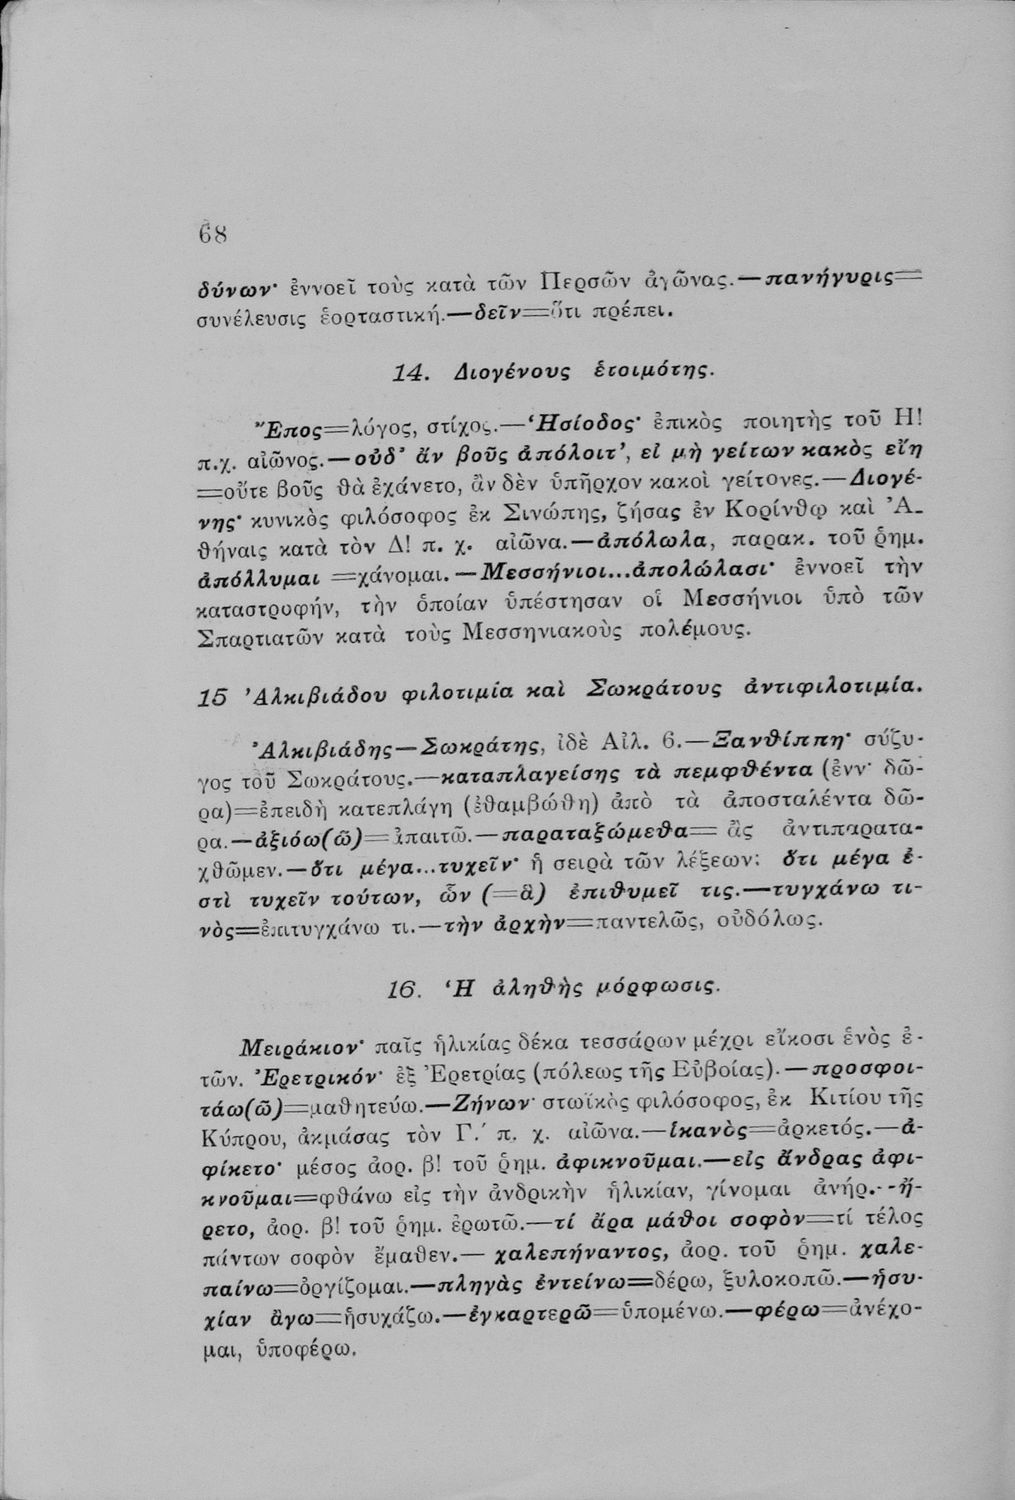 68
δύνων· ἐννοεῖ τοὺς κατὰ τῶν Περσῶν ἀγῶνας.—πανήγυρις=
συνέλευσις ἑορταστική.—δεῖν=ὅτι πρέπει.
14. Διογένους ἑτοιμότης.
Ἔπος=λόγος, στίχος.—Ἡσίοδος· ἐπικὸς ποιητὴς τοῦ Η!
π.χ. αἰῶνος.—οὐδ' ἂν βοῦς ἀπόλοιτ', εἰ μὴ γείτων κακὸς εἴη
=οὔτε βοῦς θὰ ἐχάνετο, ἂν δὲν ὑπῆρχον κακοὶ γείτονες.—Διογέ-
νης· κυνικὸς φιλόσοφος ἐκ Σινώπης, ζήσας ἐν Κορίνθῳ καὶ Ἀ-
θήναις κατὰ τὸν Δ! π. χ. αἰῶνα.—ἀπόλωλα, παρακ. τοῦ ῥημ.
ἀπόλλυμαι=χάνομαι.—Μεσσήνιοι...ἀπολώλασι· ἐννοεῖ τὴν
καταστροφήν, τὴν ὁποίαν ὑπέστησαν οἱ Μεσσήνιοι ὑπὸ τῶν
Σπαρτιατῶν κατὰ τοὺς Μεσσηνιακοὺς πολέμους.
15 Ἀλκιβιάδου φιλοτιμία καὶ Σωκράτους ἀντιφιλοτιμία.
Ἀλκιβιάδης—Σωκράτης, ἰδὲ Αἰλ. 6.—Ξανθίππη· σύζυ-
γος τοῦ Σωκράτους.—καταπλαγείσης τὰ πεμφθέντα (ἐνν· δῶ-
ρα)=ἐπειδὴ κατεπλάγη (ἐθαμβώθη) ἀπὸ τὰ ἀποσταλέντα δῶ-
ρα.—ἀξιόω(ῶ)=ἀπαιτῶ.—παραταξώμεθα=ἂς ἀντιπαρατα-
χθῶμεν.—ὅτι μέγα...τυχεῖν· ἡ σειρὰ τῶν λέξεων: ὅτι μέγα ἐ-
στὶ τυχεῖν τούτων, ὧν (=ἃ) ἐπιθυμεῖ τις.—τυγχάνω τι-
νὸς=ἐπιτυγχάνω τι.—τὴν ἀρχὴν=παντελῶς, οὐδόλως.
16. Ἡ ἀληθὴς μόρφωσις.
Μειράκιον· παῖς ἡλικίας δέκα τεσσάρων μέχρι εἴκοσι ἑνὸς ἐ-
τῶν. Ἐρετρικόν· ἐξ Ἐρετρίας (πόλεως τῆς Εὐβοίας).—προσφοι-
τάω(ῶ)=μαθητεύω.—Ζήνων· στωϊκὸς φιλόσοφος, ἐκ Κιτίου τῆς
Κύπρου, ἀκμάσας τὸν Γ.΄ π. χ. αἰῶνα.—ἱκανὸς=ἀρκετός.—ἀ-
φίκετο· μέσος ἀορ. β! τοῦ ῥημ. ἀφικνοῦμαι.—εἰς ἄνδρας ἀφι-
κνοῦμαι=φθάνω εἰς τὴν ἀνδρικὴν ἡλικίαν, γίνομαι ἀνήρ.--ἤ-
ρετο, ἀορ. β! τοῦ ῥημ. ἐρωτῶ.—τί ἄρα μάθοι σοφὸν=τί τέλος
πάντων σοφὸν ἔμαθεν.—χαλεπήναντος, ἀορ. τοῦ ῥημ. χαλε-
παίνω=ὀργίζομαι.—πληγὰς ἐντείνω=δέρω, ξυλοκοπῶ.—ἡσυ-
χίαν ἄγω=ἡσυχάζω.—ἐγκαρτερῶ=ὑπομένω.—φέρω=ἀνέχο-
μαι, ὑποφέρω.